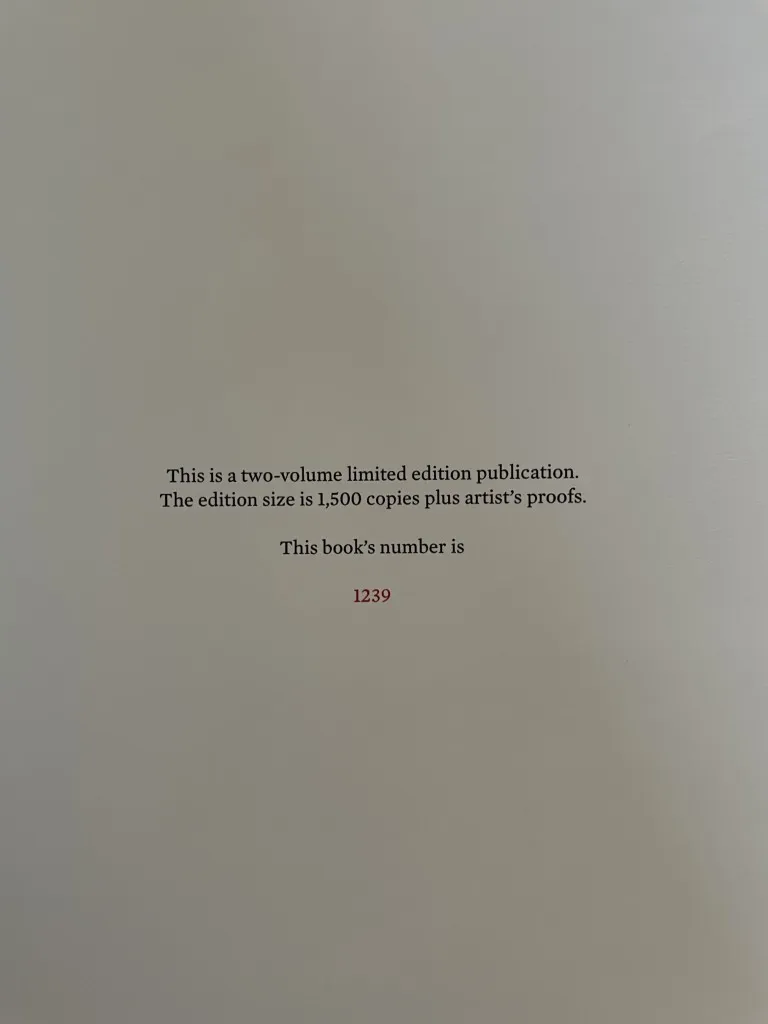 This is a two-volume limited edition publication.
The edition size is 1,500 copies plus artist’s proofs.
This book’s number is
1239